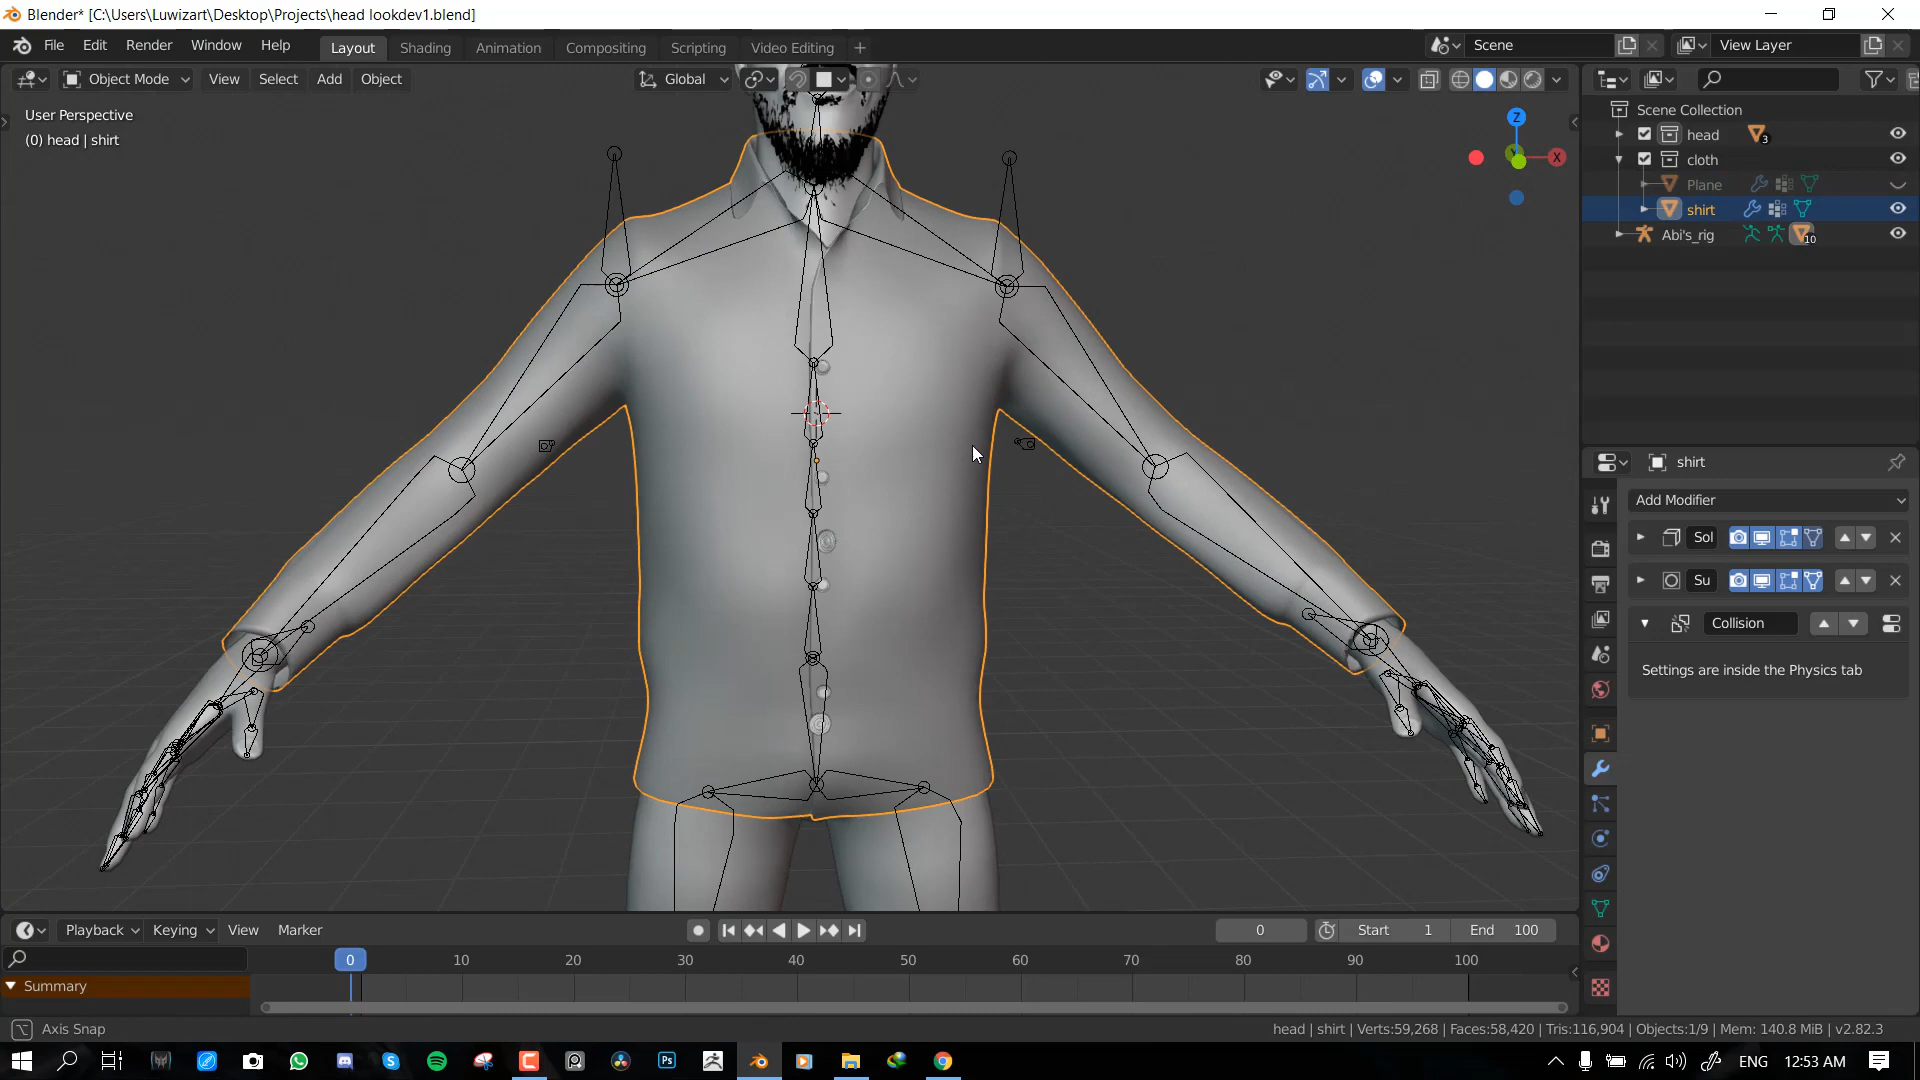 Blender* [C:\Users\Luwizart\Desktop\Projects\head lookdev1.blend]
File Edit Render Window Help
Layout Shading Animation Compositing Scripting Video Editing +
Scene
View Layer
Object Mode View Select Add Object
Global
User Perspective
(0) head | shirt
Z
X
Y
Scene Collection
head 3
cloth
Plane
shirt
Abi's_rig 10
shirt
Add Modifier
Sol
Su
Collision
Settings are inside the Physics tab
Playback Keying View Marker
0
Start 1
End 100
0 10 20 30 40 50 60 70 80 90 100
Summary
Axis Snap
head | shirt | Verts:59,268 | Faces:58,420 | Tris:116,904 | Objects:1/9 | Mem: 140.8 MiB | v2.82.3
Ps
ENG 12:53 AM